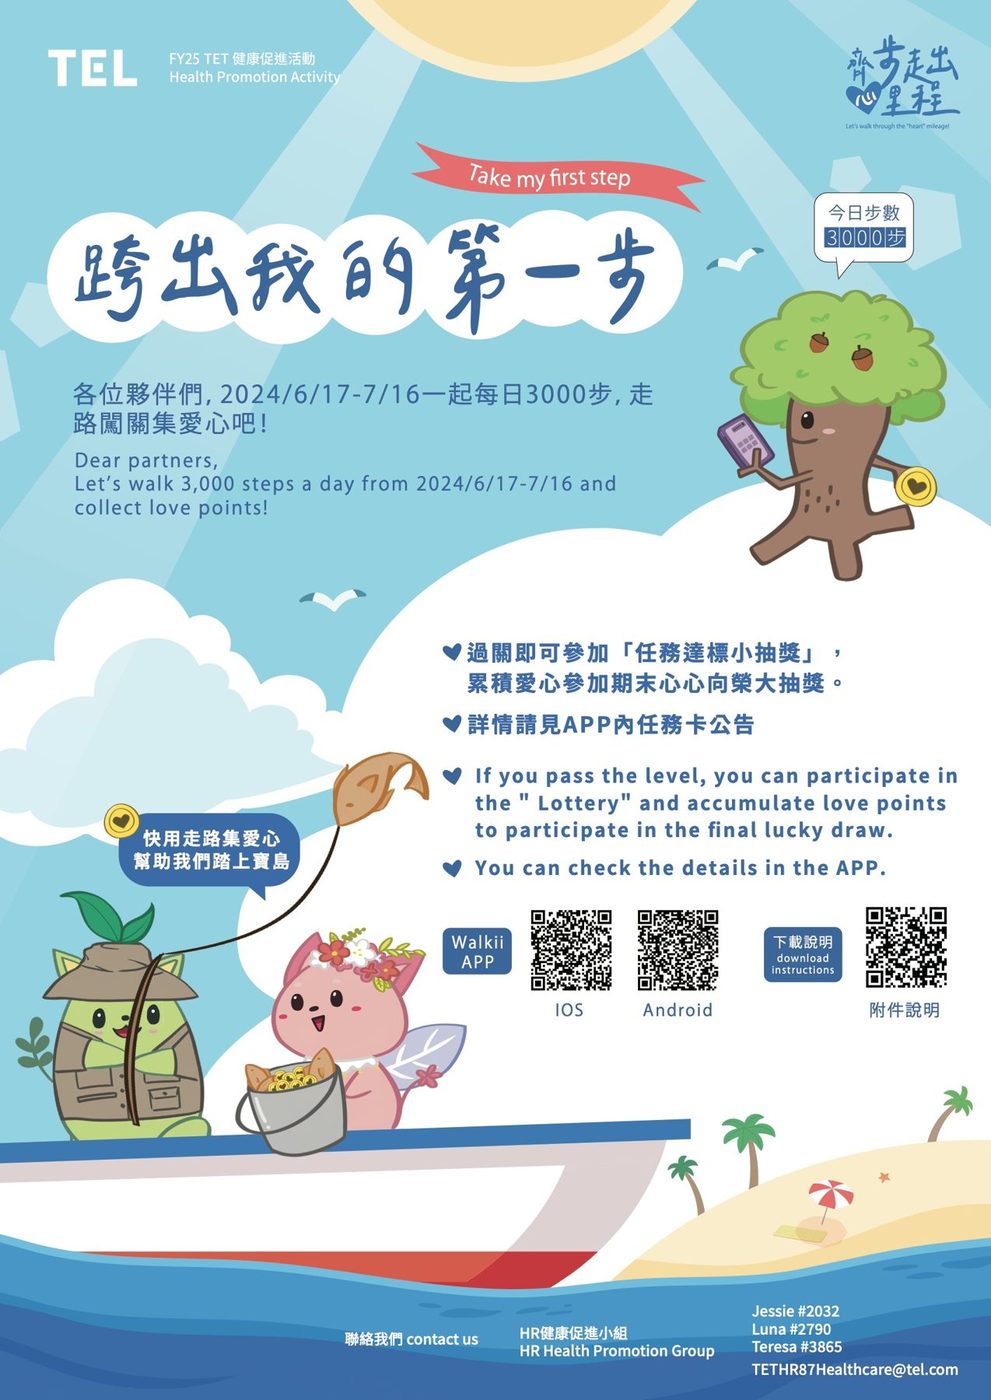 TEL
FY25 TET 健康促進活動
Health Promotion Activity
齊步走出
心里程
Let's walk through the "heart" mileage!
Take my first step
跨出我的第一步
今日步數
3000步
各位夥伴們, 2024/6/17-7/16一起每日3000步, 走
路闖關集愛心吧!
Dear partners,
Let's walk 3,000 steps a day from 2024/6/17-7/16 and
collect love points!
過關即可參加「任務達標小抽獎」，
累積愛心參加期末心心向榮大抽獎。
詳情請見APP內任務卡公告
If you pass the level, you can participate in
the " Lottery" and accumulate love points
to participate in the final lucky draw.
You can check the details in the APP.
快用走路集愛心
幫助我們踏上寶島
Walkii
APP
IOS
Android
下載說明
download
instructions
附件說明
聯絡我們 contact us
HR健康促進小組
HR Health Promotion Group
Jessie #2032
Luna #2790
Teresa #3865
TETHR87Healthcare@tel.com